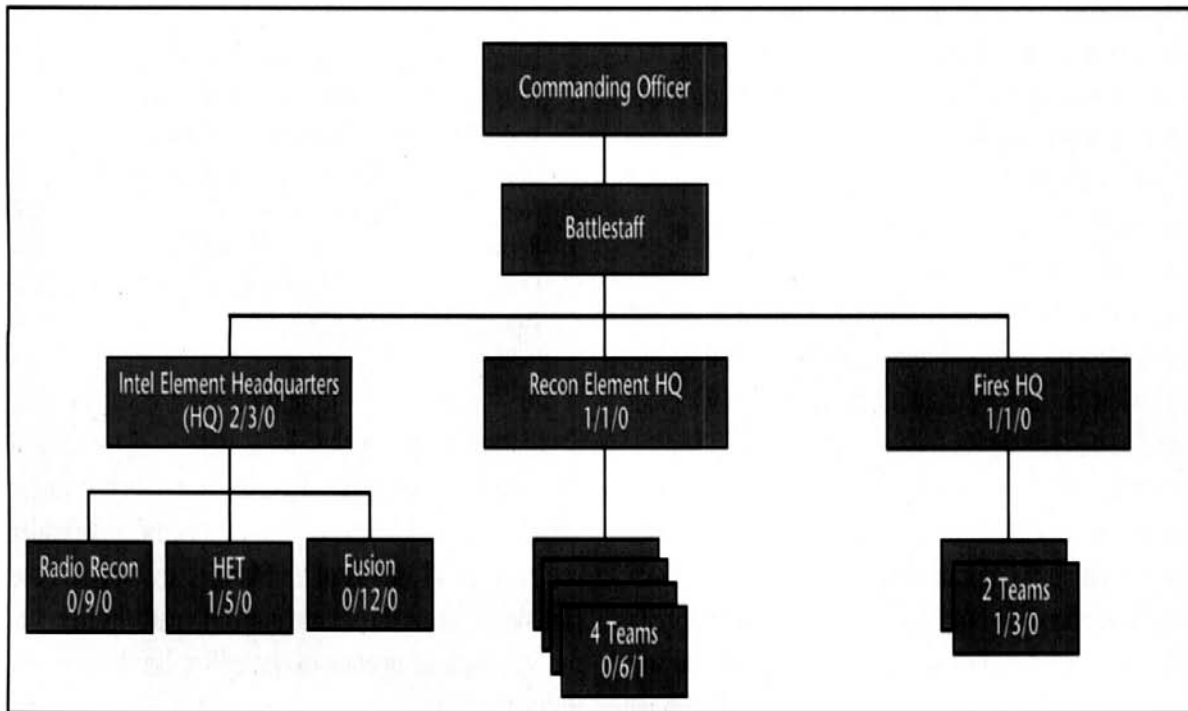 Commanding Officer
Battlestaff
Intel Element Headquarters
(HQ) 2/3/0
Recon Element HQ
1/1/0
Fires HQ
1/1/0
Radio Recon
0/9/0
HET
1/5/0
Fusion
0/12/0
4 Teams
0/6/1
2 Teams
1/3/0